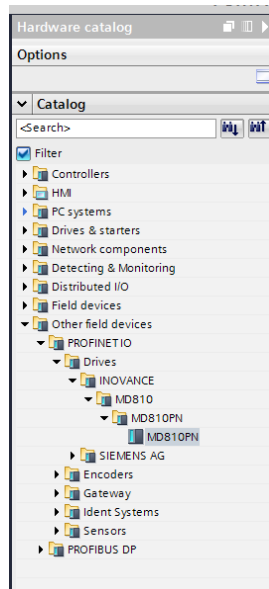 Hardware catalog
Options
Catalog
<Search>
Filter
Controllers
HMI
PC systems
Drives & starters
Network components
Detecting & Monitoring
Distributed I/O
Field devices
Other field devices
PROFINET IO
Drives
INOVANCE
MD810
MD810PN
MD810PN
SIEMENS AG
Encoders
Gateway
Ident Systems
Sensors
PROFIBUS DP